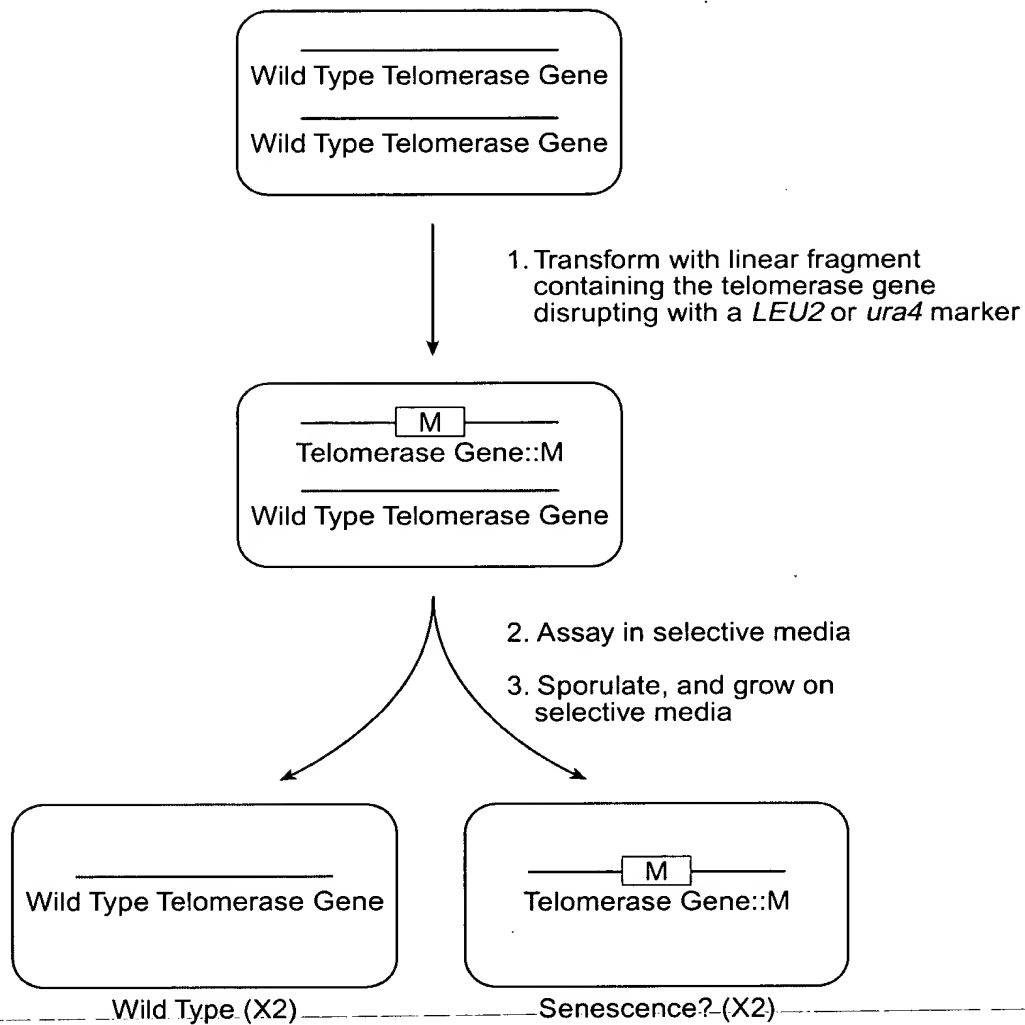 Wild Type Telomerase Gene
Wild Type Telomerase Gene
1. Transform with linear fragment
containing the telomerase gene
disrupting with a LEU2 or ura4 marker
M
Telomerase Gene::M
Wild Type Telomerase Gene
2. Assay in selective media
3. Sporulate, and grow on
selective media
Wild Type Telomerase Gene
M
Telomerase Gene::M
Wild Type (X2)
Senescence? (X2)